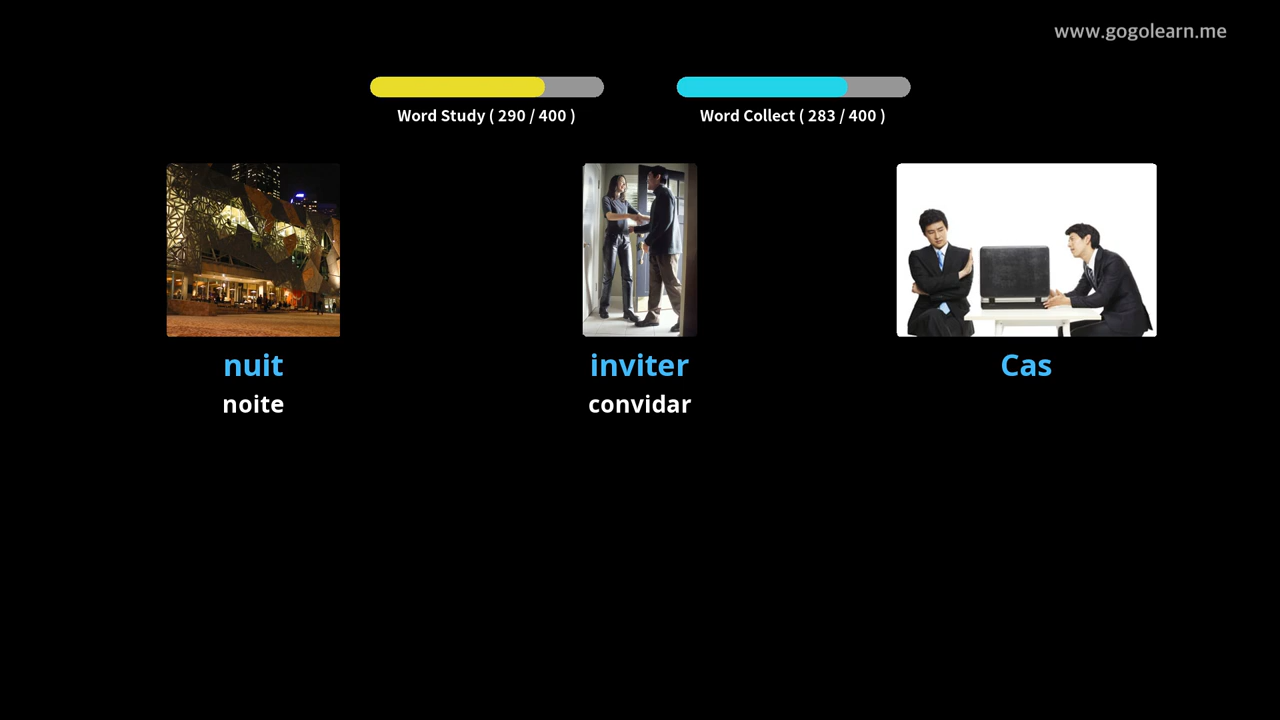 www.gogolearn.me
Word Study ( 290 / 400 )
Word Collect ( 283 / 400 )
nuit
noite
inviter
convidar
Cas